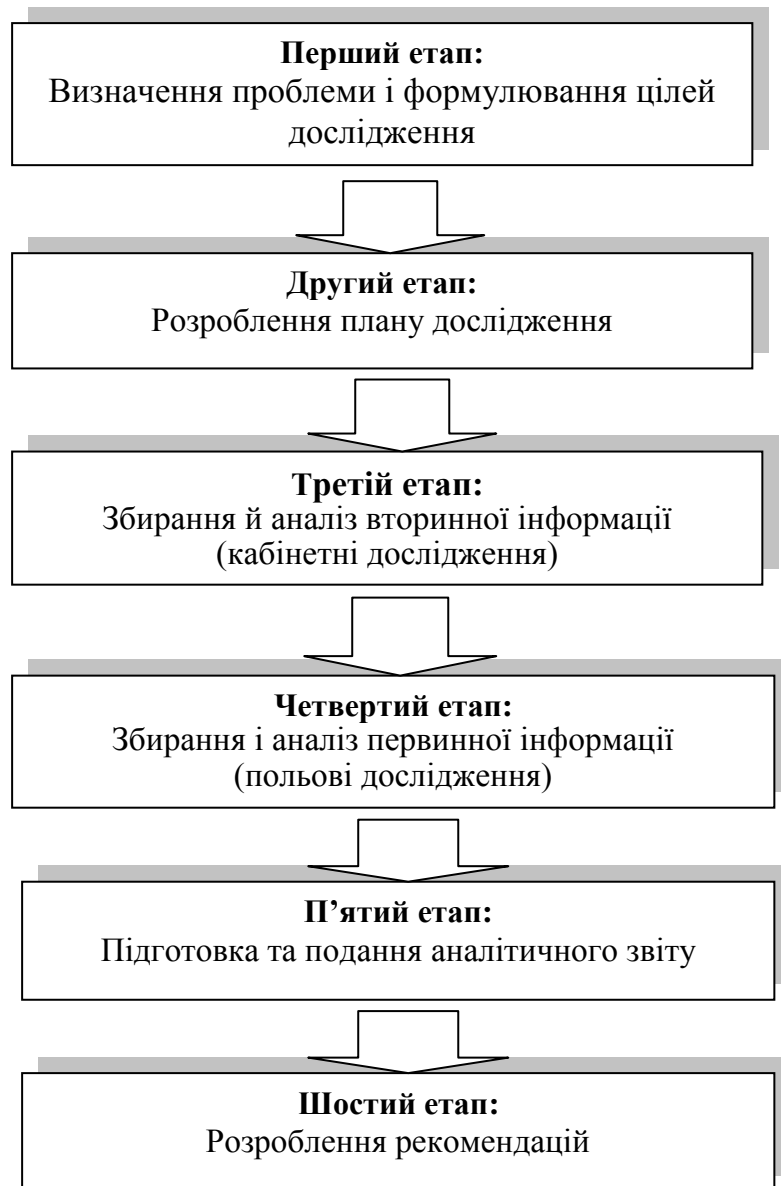 Перший етап:
Визначення проблеми і формулювання цілей
дослідження
Другий етап:
Розроблення плану дослідження
Третій етап:
Збирання й аналіз вторинної інформації
(кабінетні дослідження)
Четвертий етап:
Збирання і аналіз первинної інформації
(польові дослідження)
П’ятий етап:
Підготовка та подання аналітичного звіту
Шостий етап:
Розроблення рекомендацій